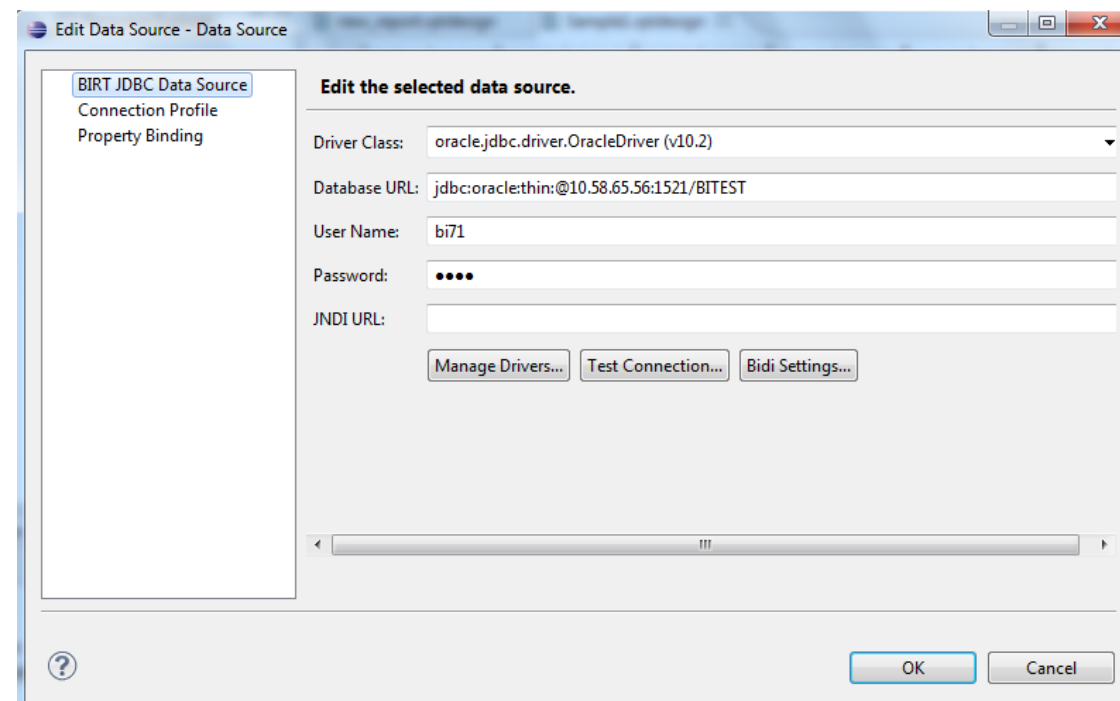 Edit Data Source - Data Source
BIRT JDBC Data Source
Connection Profile
Property Binding
Edit the selected data source.
Driver Class: oracle.jdbc.driver.OracleDriver (v10.2)
Database URL: jdbc:oracle:thin:@10.58.65.56:1521/BITEST
User Name: bi71
Password: ●●●●
JNDI URL:
Manage Drivers... Test Connection... Bidi Settings...
OK Cancel